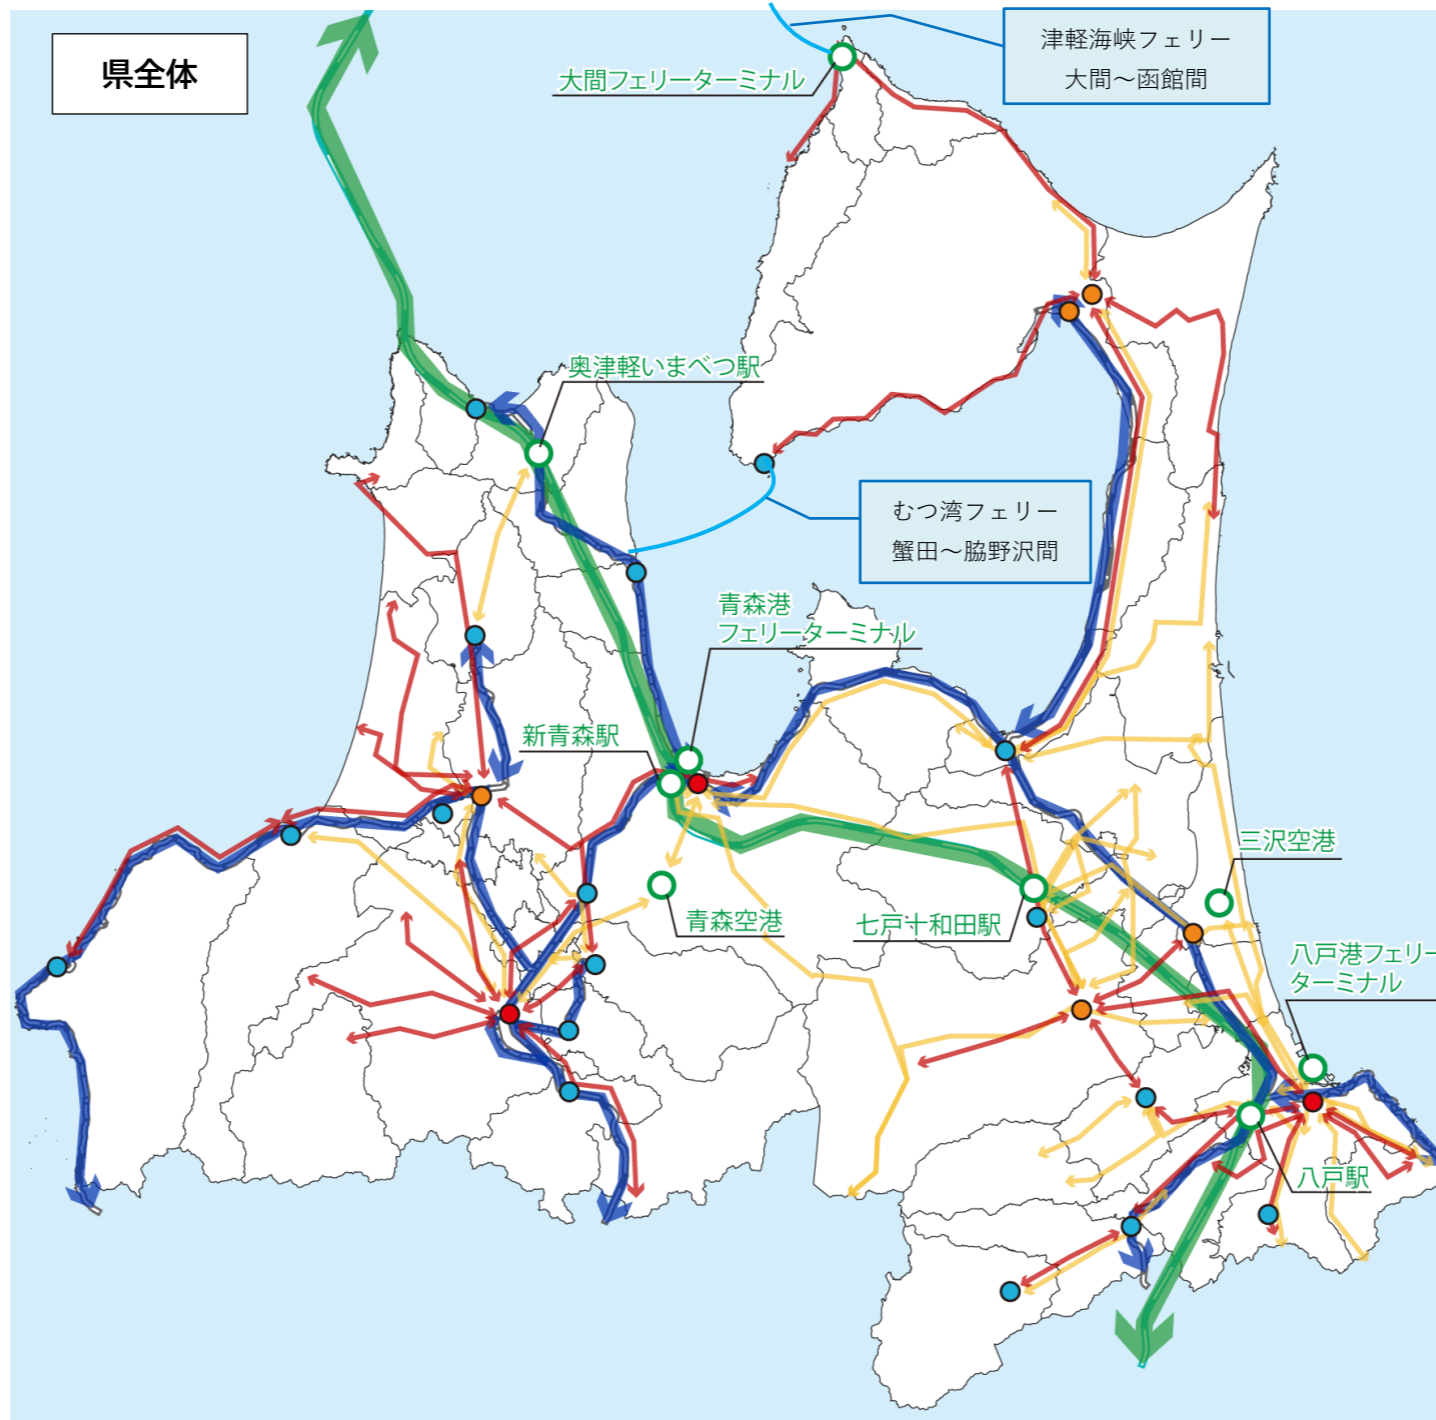 県全体
津軽海峡フェリー
大間～函館間
大間フェリーターミナル
奥津軽いまべつ駅
むつ湾フェリー
蟹田～脇野沢間
青森港
フェリーターミナル
新青森駅
三沢空港
青森空港
七戸十和田駅
八戸港フェリー
ターミナル
八戸駅